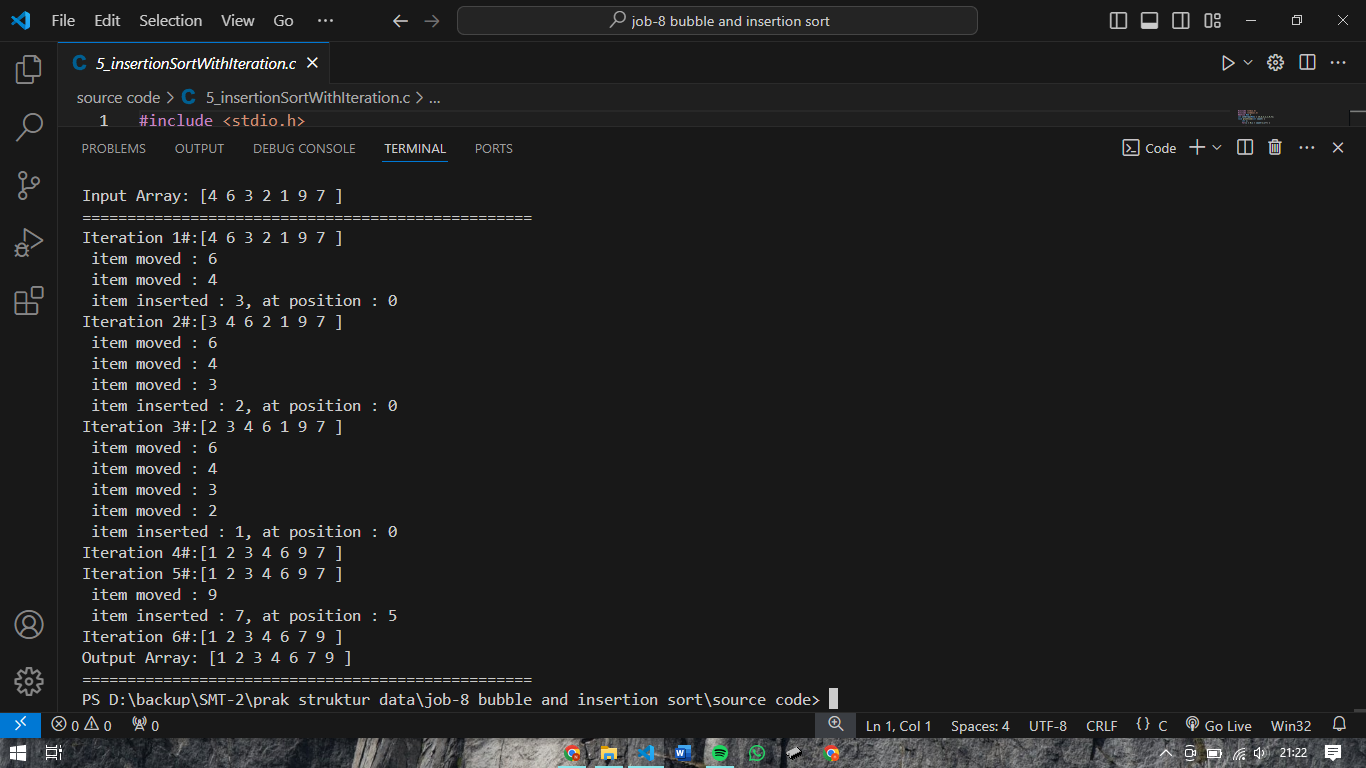 File Edit Selection View Go ··· job-8 bubble and insertion sort
C 5_insertionSortWithIteration.c
source code > C 5_insertionSortWithIteration.c > ...
1 #include <stdio.h>
PROBLEMS OUTPUT DEBUG CONSOLE TERMINAL PORTS Code
Input Array: [4 6 3 2 1 9 7 ]
==================================================
Iteration 1#:[4 6 3 2 1 9 7 ]
item moved : 6
item moved : 4
item inserted : 3, at position : 0
Iteration 2#:[3 4 6 2 1 9 7 ]
item moved : 6
item moved : 4
item moved : 3
item inserted : 2, at position : 0
Iteration 3#:[2 3 4 6 1 9 7 ]
item moved : 6
item moved : 4
item moved : 3
item moved : 2
item inserted : 1, at position : 0
Iteration 4#:[1 2 3 4 6 9 7 ]
Iteration 5#:[1 2 3 4 6 9 7 ]
item moved : 9
item inserted : 7, at position : 5
Iteration 6#:[1 2 3 4 6 7 9 ]
Output Array: [1 2 3 4 6 7 9 ]
==================================================
PS D:\backup\SMT-2\prak struktur data\job-8 bubble and insertion sort\source code>
0 0 0 Ln 1, Col 1 Spaces: 4 UTF-8 CRLF {} C Go Live Win32
21:22